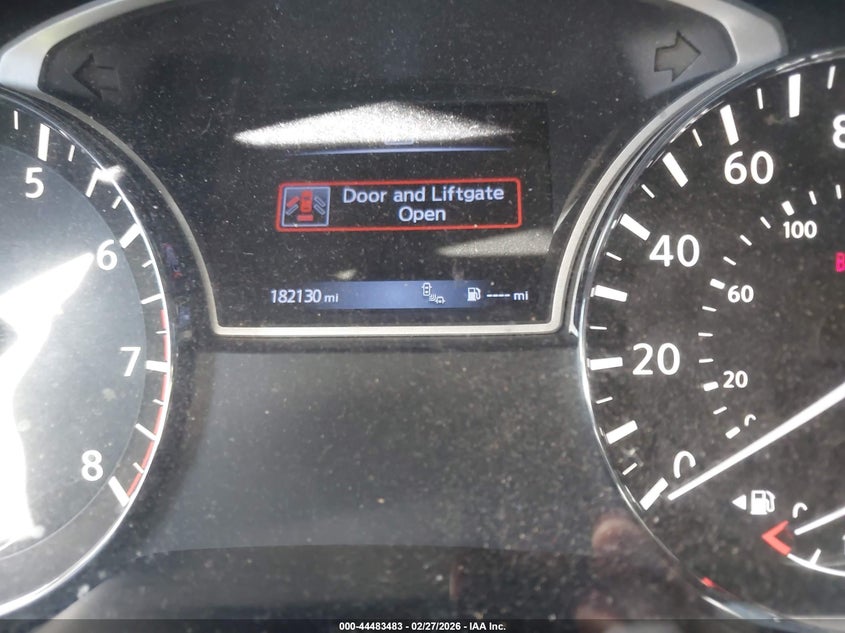 Door and Liftgate
Open
182130 mi
---- mi
5
6
7
8
0
20
40
60
20
60
100
000-44483483 - 02/27/2026 - IAA Inc.